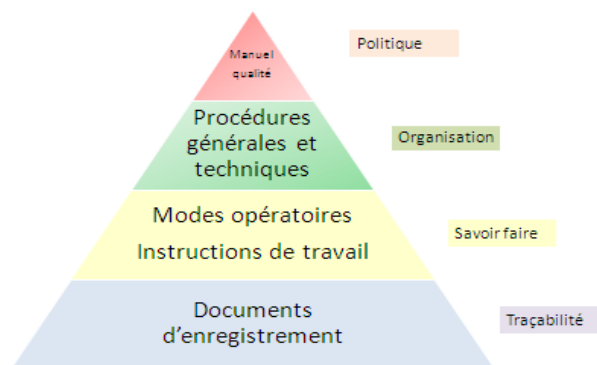 Manuel
qualité
Politique
Procédures
générales et
techniques
Organisation
Modes opératoires
Instructions de travail
Savoir faire
Documents
d’enregistrement
Traçabilité